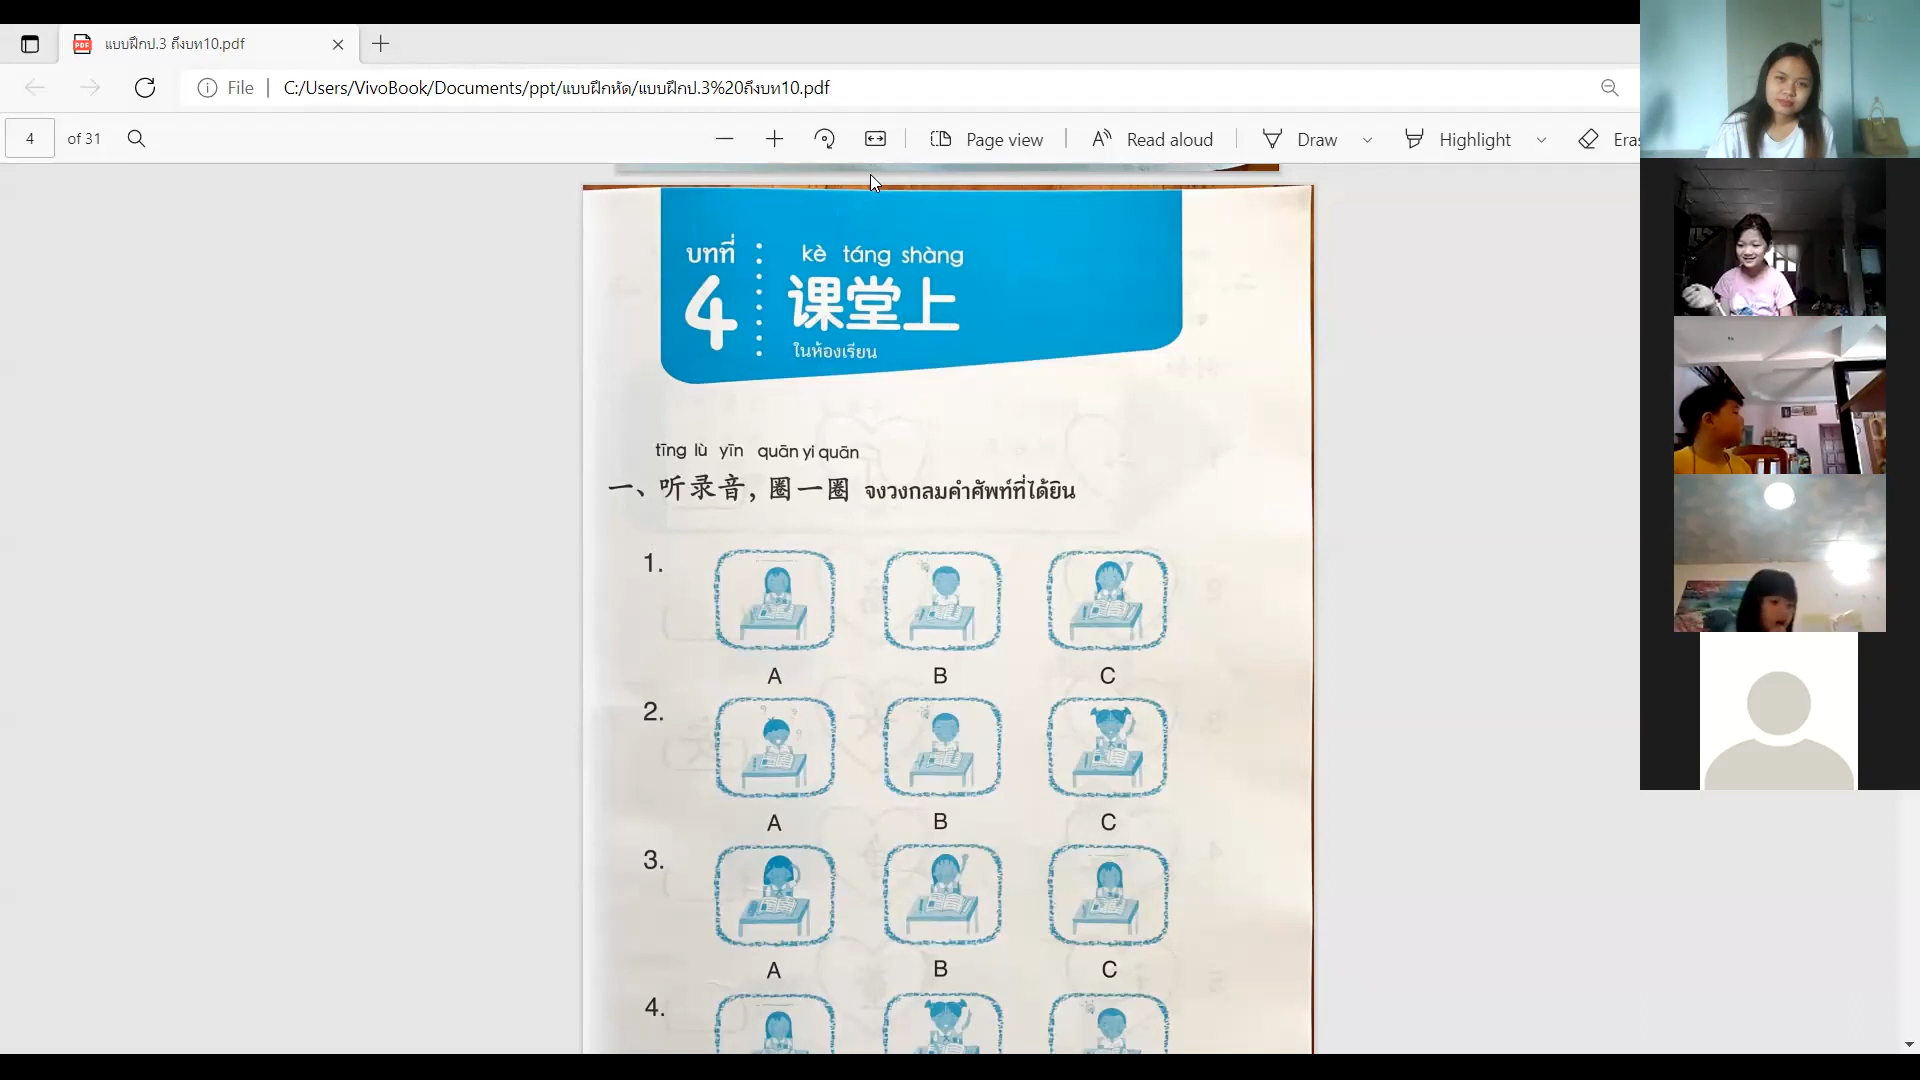 แบบฝึกป.3 ถึงบท10.pdf
File
C:/Users/VivoBook/Documents/ppt/แบบฝึกหัด/แบบฝึกป.3%20ถึงบท10.pdf
4 of 31
Page view
Read aloud
Draw
Highlight
บทที่
4
kè táng shàng
课堂上
ในห้องเรียน
tīng lù yīn quān yi quān
一、听录音, 圈一圈 จงวงกลมคำศัพท์ที่ได้ยิน
1.
A B C
2.
A B C
3.
A B C
4.